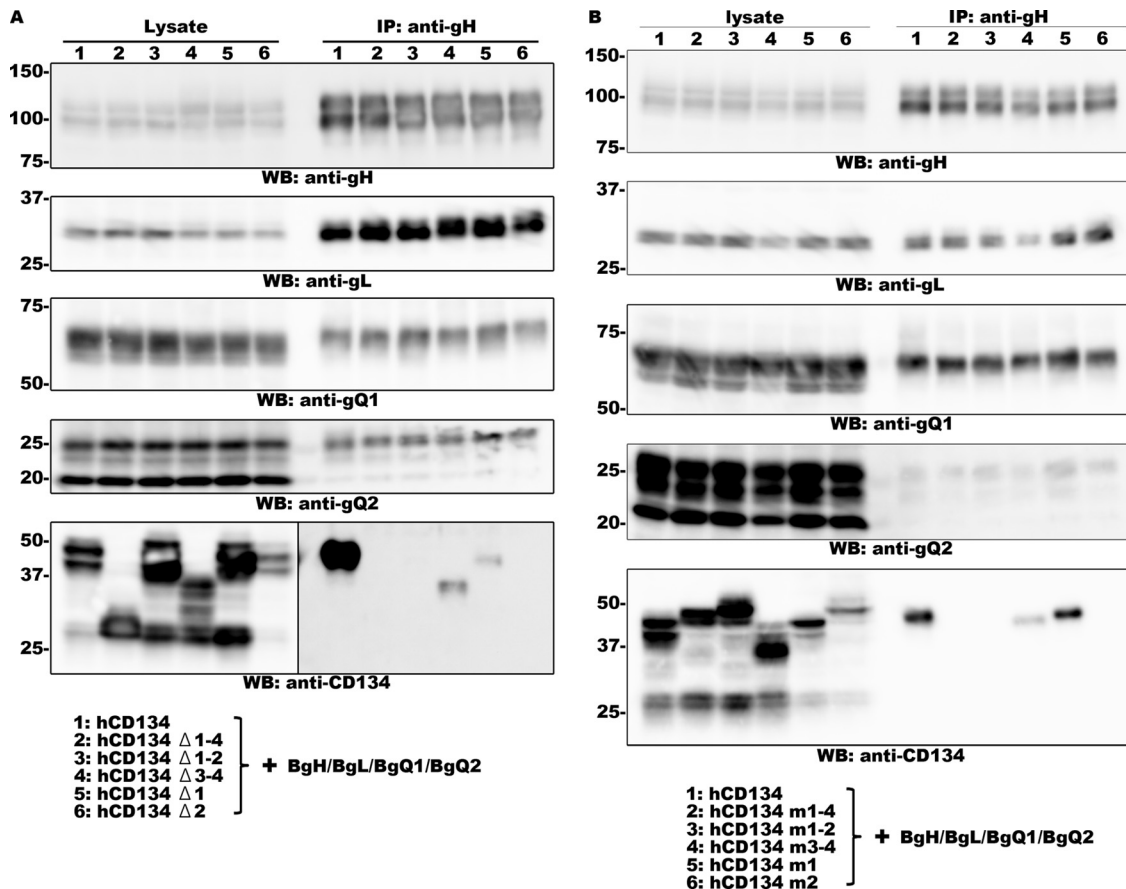 A
Lysate IP: anti-gH
1 2 3 4 5 6 1 2 3 4 5 6
150-
100-
75-
WB: anti-gH
37-
25-
WB: anti-gL
75-
50-
WB: anti-gQ1
25-
20-
WB: anti-gQ2
50-
37-
25-
WB: anti-CD134
1: hCD134
2: hCD134 △1-4
3: hCD134 △1-2
4: hCD134 △3-4
5: hCD134 △1
6: hCD134 △2
+ BgH/BgL/BgQ1/BgQ2
B
lysate IP: anti-gH
1 2 3 4 5 6 1 2 3 4 5 6
150-
100-
75-
WB: anti-gH
37-
25-
WB: anti-gL
75-
50-
WB: anti-gQ1
25-
20-
WB: anti-gQ2
50-
37-
25-
WB: anti-CD134
1: hCD134
2: hCD134 m1-4
3: hCD134 m1-2
4: hCD134 m3-4
5: hCD134 m1
6: hCD134 m2
+ BgH/BgL/BgQ1/BgQ2